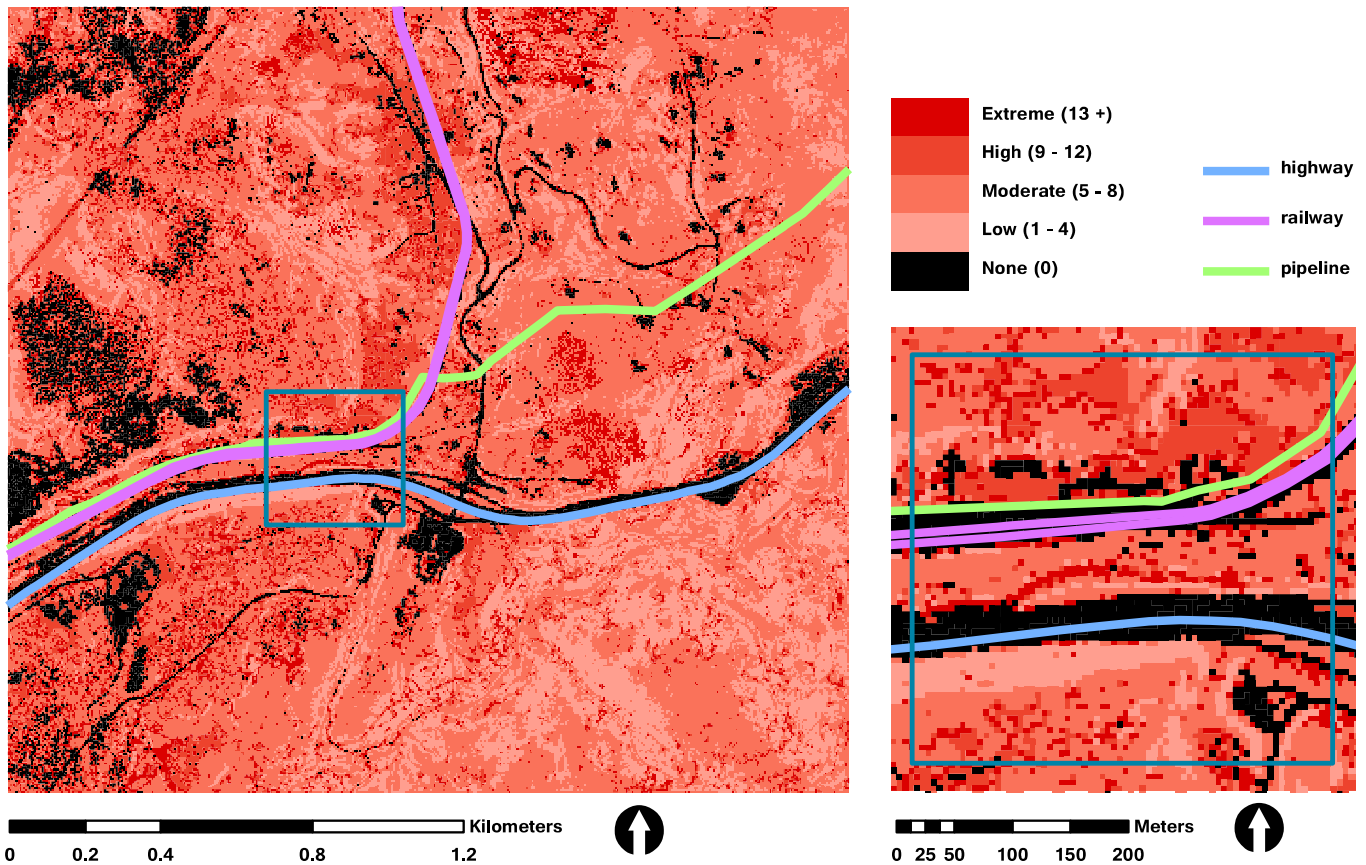 Extreme (13 +)
High (9 - 12)
Moderate (5 - 8)
Low (1 - 4)
None (0)
highway
railway
pipeline
Kilometers
0 0.2 0.4 0.8 1.2
Meters
0 25 50 100 150 200